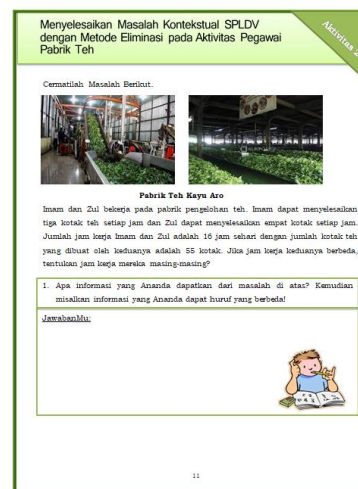 Menyelesaikan Masalah Kontekstual SPLDV
dengan Metode Eliminasi pada Aktivitas Pegawai
Pabrik Teh
Aktivitas 2
Cermatilah Masalah Berikut.
Pabrik Teh Kayu Aro
Imam dan Zul bekerja pada pabrik pengelohan teh. Imam dapat menyelesaikan
tiga kotak teh setiap jam dan Zul dapat menyelesaikan empat kotak setiap jam.
Jumlah jam kerja Imam dan Zul adalah 16 jam sehari dengan jumlah kotak teh
yang dibuat oleh keduanya adalah 55 kotak. Jika jam kerja keduanya berbeda,
tentukan jam kerja mereka masing-masing?
1. Apa informasi yang Ananda dapatkan dari masalah di atas? Kemudian
misalkan informasi yang Ananda dapat huruf yang berbeda!
JawabanMu:
11